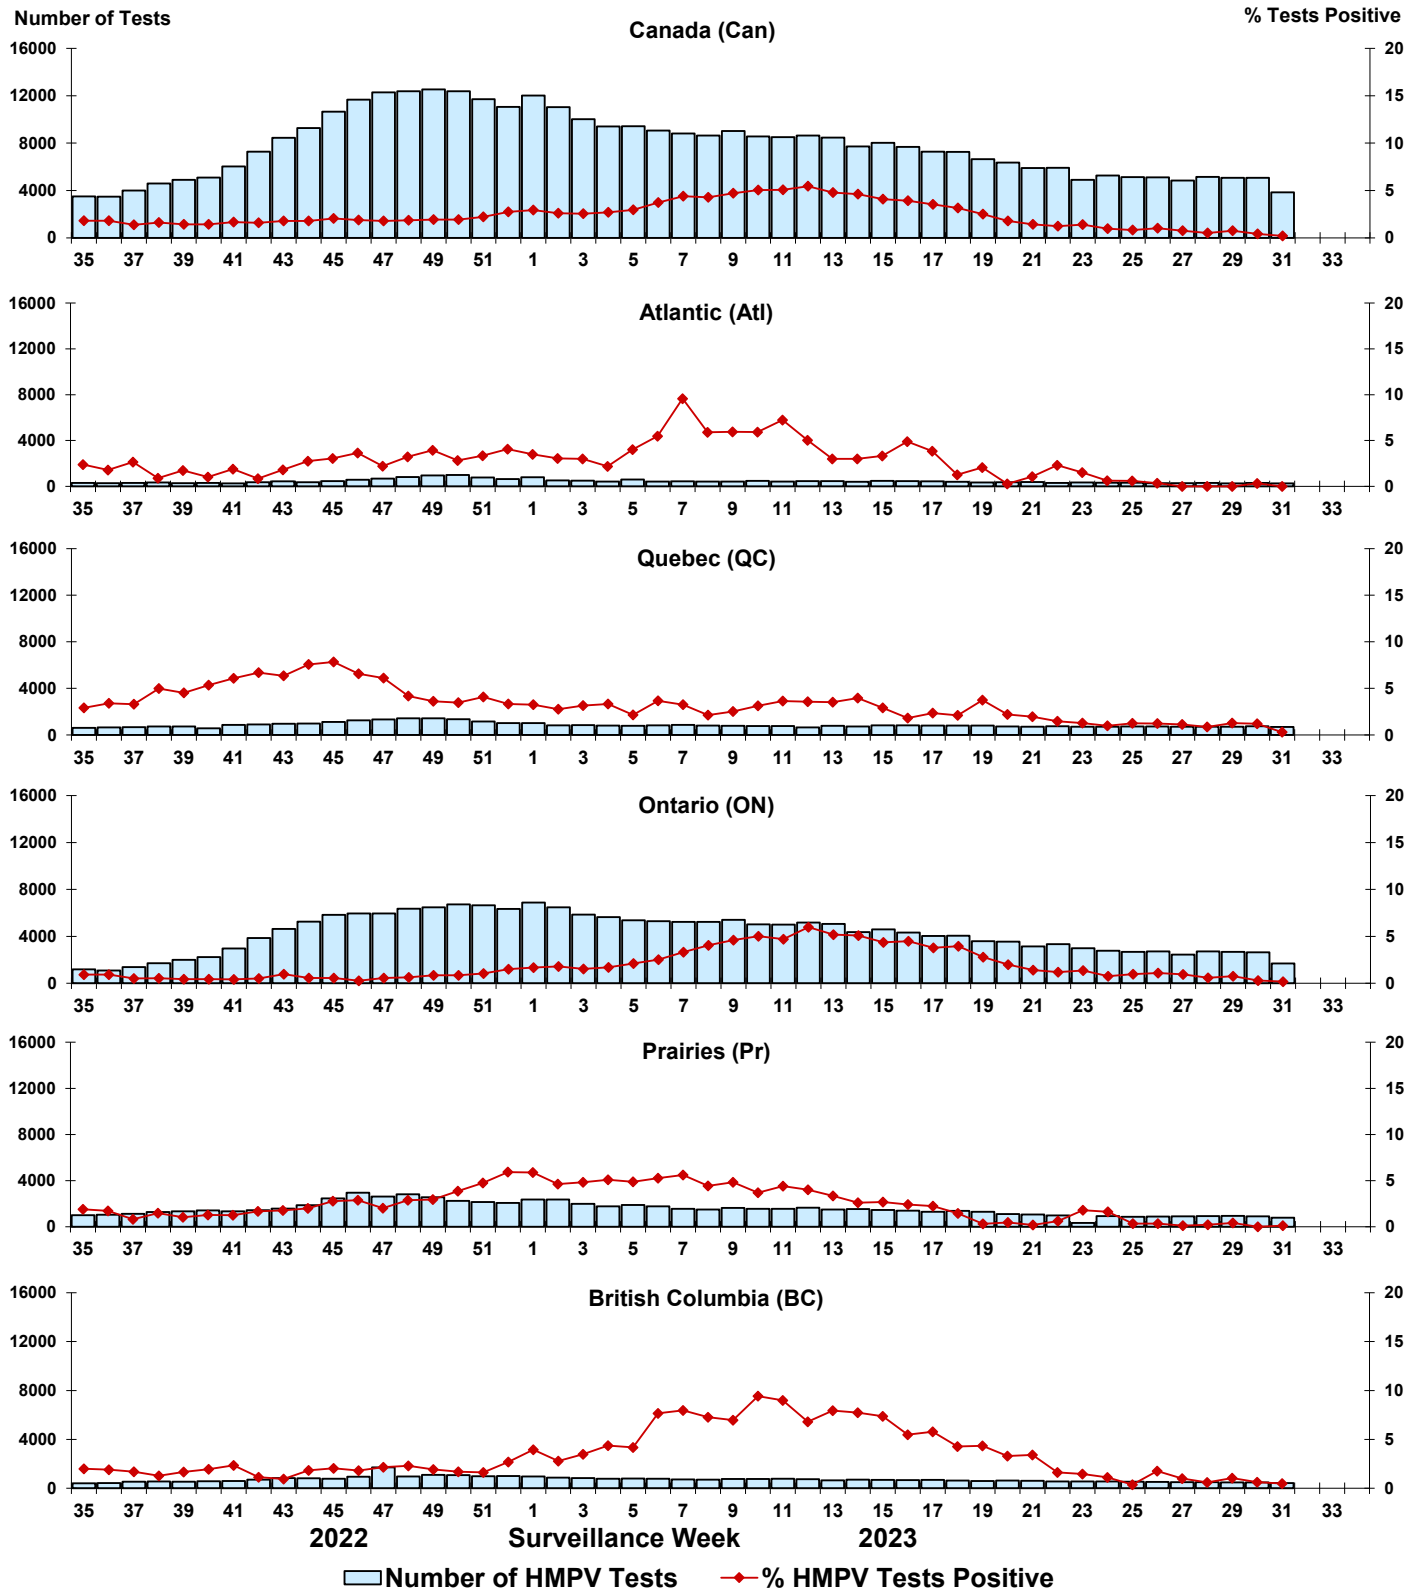 Number of Tests % Tests Positive
Canada (Can)
16000 20
12000 15
8000 10
4000 5
0 0
35 37 39 41 43 45 47 49 51 1 3 5 7 9 11 13 15 17 19 21 23 25 27 29 31 33
Atlantic (Atl)
16000 20
12000 15
8000 10
4000 5
0 0
35 37 39 41 43 45 47 49 51 1 3 5 7 9 11 13 15 17 19 21 23 25 27 29 31 33
Quebec (QC)
16000 20
12000 15
8000 10
4000 5
0 0
35 37 39 41 43 45 47 49 51 1 3 5 7 9 11 13 15 17 19 21 23 25 27 29 31 33
Ontario (ON)
16000 20
12000 15
8000 10
4000 5
0 0
35 37 39 41 43 45 47 49 51 1 3 5 7 9 11 13 15 17 19 21 23 25 27 29 31 33
Prairies (Pr)
16000 20
12000 15
8000 10
4000 5
0 0
35 37 39 41 43 45 47 49 51 1 3 5 7 9 11 13 15 17 19 21 23 25 27 29 31 33
British Columbia (BC)
16000 20
12000 15
8000 10
4000 5
0 0
35 37 39 41 43 45 47 49 51 1 3 5 7 9 11 13 15 17 19 21 23 25 27 29 31 33
2022 Surveillance Week 2023
Number of HMPV Tests % HMPV Tests Positive